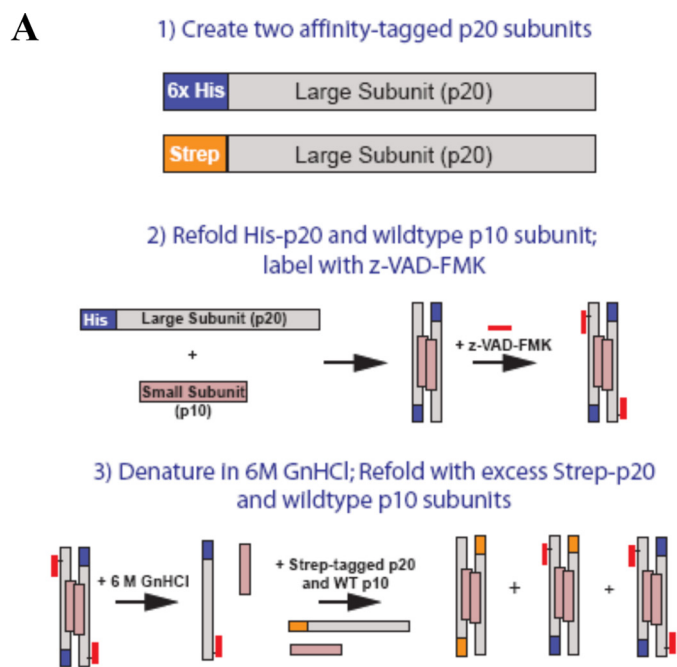 A
1) Create two affinity-tagged p20 subunits
6x His
Large Subunit (p20)
Strep
Large Subunit (p20)
2) Refold His-p20 and wildtype p10 subunit;
label with z-VAD-FMK
His
Large Subunit (p20)
+
Small Subunit
(p10)
+ z-VAD-FMK
3) Denature in 6M GnHCl; Refold with excess Strep-p20
and wildtype p10 subunits
+ 6 M GnHCl
+ Strep-tagged p20
and WT p10
+
+